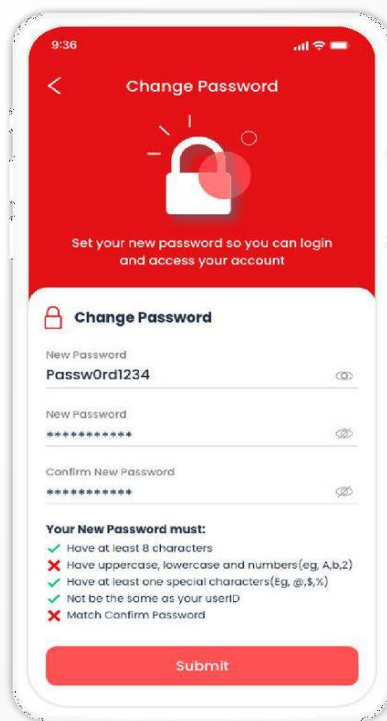 9:36
Change Password
Set your new password so you can login
and access your account
Change Password
New Password
Passw0rd1234
New Password
***********
Confirm New Password
***********
Your New Password must:
Have at least 8 characters
Have uppercase, lowercase and numbers(eg, A,b,2)
Have at least one special characters(Eg, @,$,%)
Not be the same as your userID
Match Confirm Password
Submit